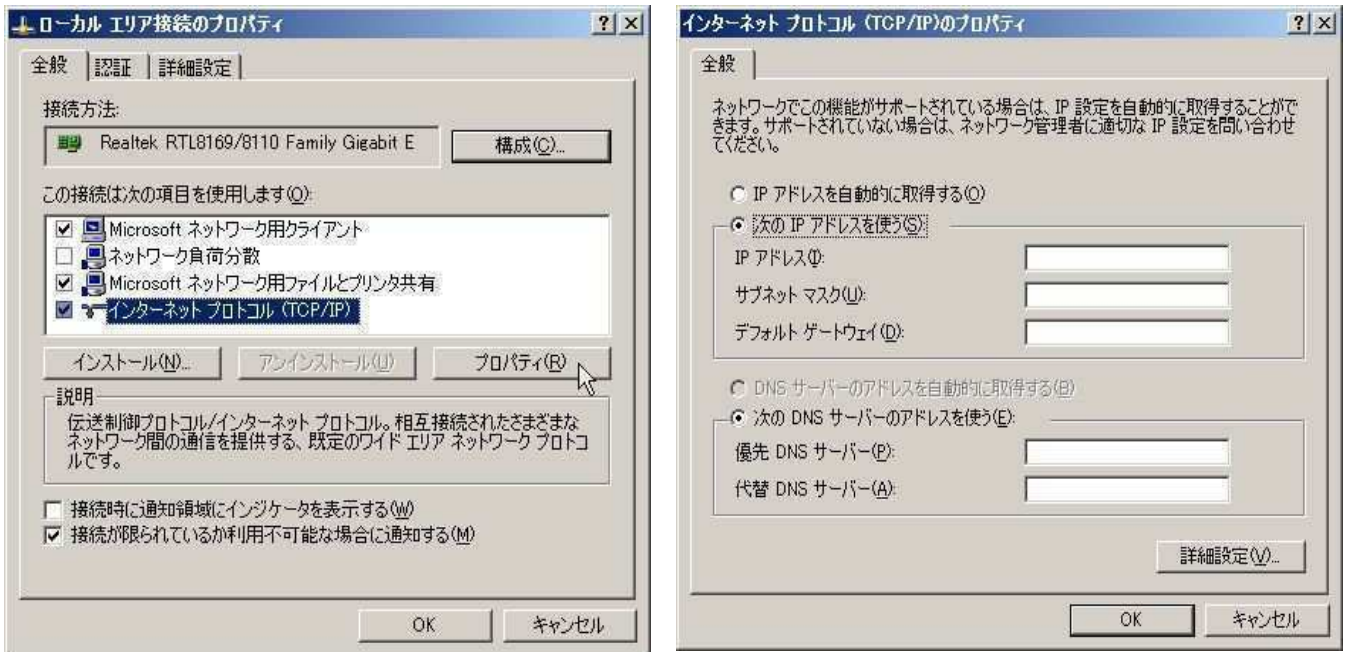 ローカル エリア接続のプロパティ
全般 認証 詳細設定
接続方法:
Realtek RTL8169/8110 Family Gigabit E
構成(C)...
この接続は次の項目を使用します(O):
Microsoft ネットワーク用クライアント
ネットワーク負荷分散
Microsoft ネットワーク用ファイルとプリンタ共有
インターネット プロトコル (TCP/IP)
インストール(N)...
アンインストール(U)
プロパティ(R)
説明
伝送制御プロトコル/インターネット プロトコル。相互接続されたさまざまな
ネットワーク間の通信を提供する、既定のワイド エリア ネットワーク プロトコ
ルです。
接続時に通知領域にインジケータを表示する(W)
接続が限られているか利用不可能な場合に通知する(M)
OK
キャンセル
インターネット プロトコル (TCP/IP)のプロパティ
全般
ネットワークでこの機能がサポートされている場合は、IP 設定を自動的に取得することがで
きます。サポートされていない場合は、ネットワーク管理者に適切な IP 設定を問い合わせ
てください。
IP アドレスを自動的に取得する(O)
次の IP アドレスを使う(S):
IP アドレス(I):
サブネット マスク(U):
デフォルト ゲートウェイ(D):
DNS サーバーのアドレスを自動的に取得する(B)
次の DNS サーバーのアドレスを使う(E):
優先 DNS サーバー(P):
代替 DNS サーバー(A):
詳細設定(V)...
OK
キャンセル